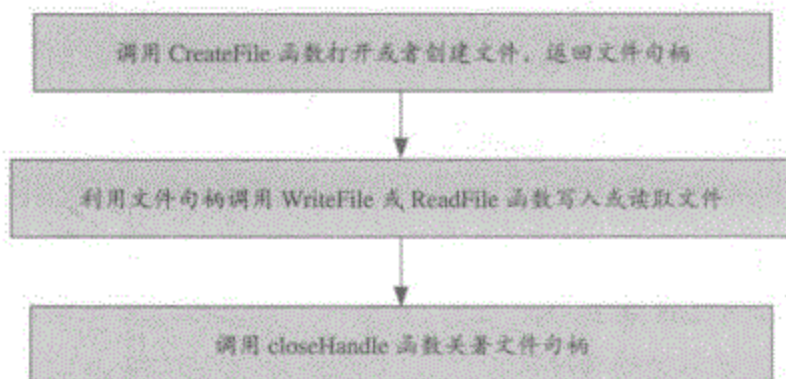 调用 CreateFile 函数打开或者创建文件，返回文件句柄
利用文件句柄调用 WriteFile 或 ReadFile 函数写入或读取文件
调用 closeHandle 函数关著文件句柄